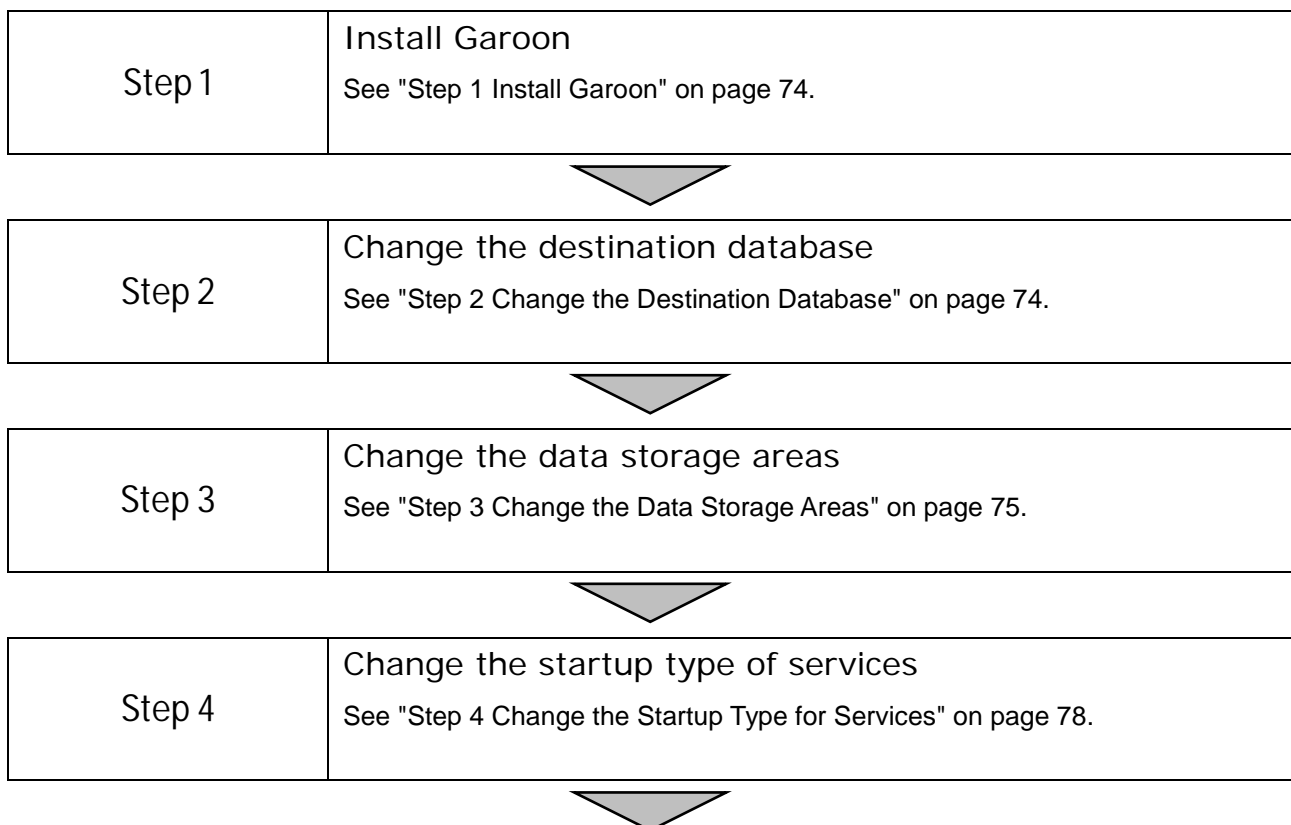 Step 1
Install Garoon
See "Step 1 Install Garoon" on page 74.
Step 2
Change the destination database
See "Step 2 Change the Destination Database" on page 74.
Step 3
Change the data storage areas
See "Step 3 Change the Data Storage Areas" on page 75.
Step 4
Change the startup type of services
See "Step 4 Change the Startup Type for Services" on page 78.